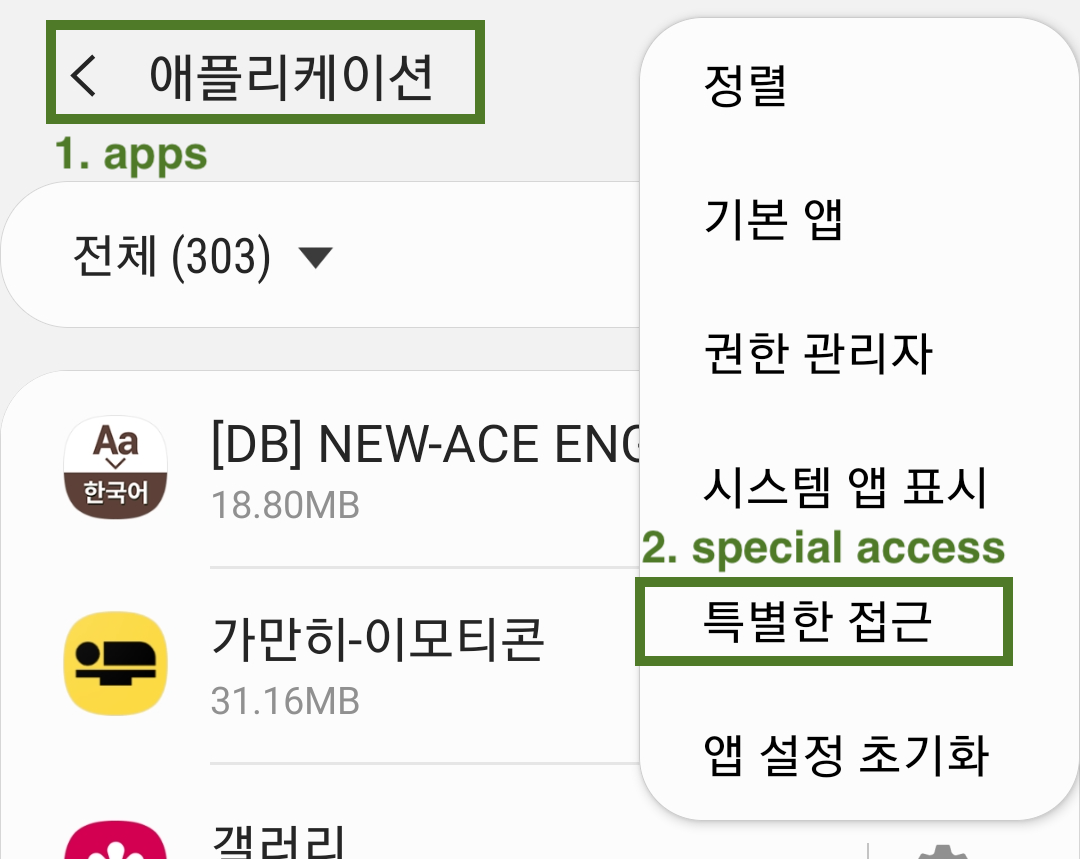 애플리케이션
1. apps
전체 (303)
[DB] NEW-ACE ENG
18.80MB
가만히-이모티콘
31.16MB
갤러리
정렬
기본 앱
권한 관리자
시스템 앱 표시
2. special access
특별한 접근
앱 설정 초기화
Aa
한국어